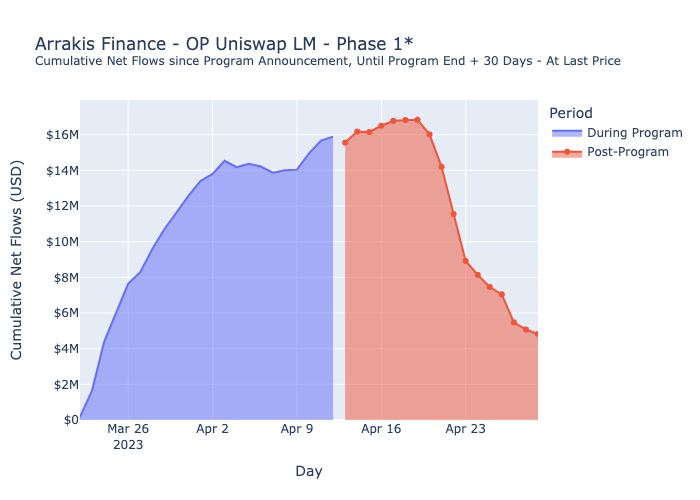 Arrakis Finance - OP Uniswap LM - Phase 1*
Cumulative Net Flows since Program Announcement, Until Program End + 30 Days - At Last Price
Period
During Program
Post-Program
Cumulative Net Flows (USD)
$16M
$14M
$12M
$10M
$8M
$6M
$4M
$2M
$0
Mar 26
2023
Apr 2
Apr 9
Apr 16
Apr 23
Day